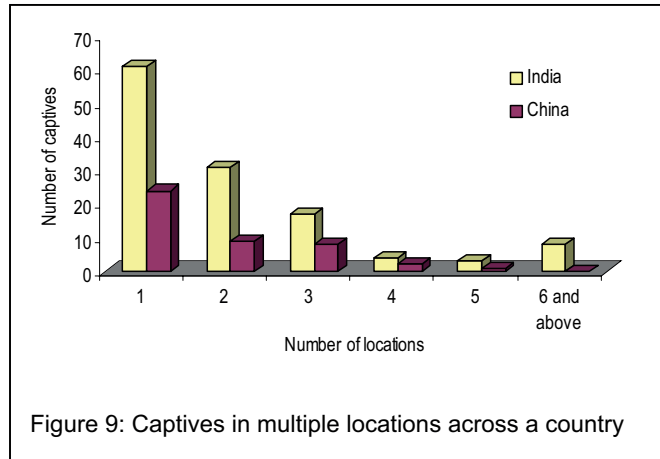 70
60
50
40
30
20
10
0
Number of captives
India
China
1 2 3 4 5 6 and
above
Number of locations
Figure 9: Captives in multiple locations across a country